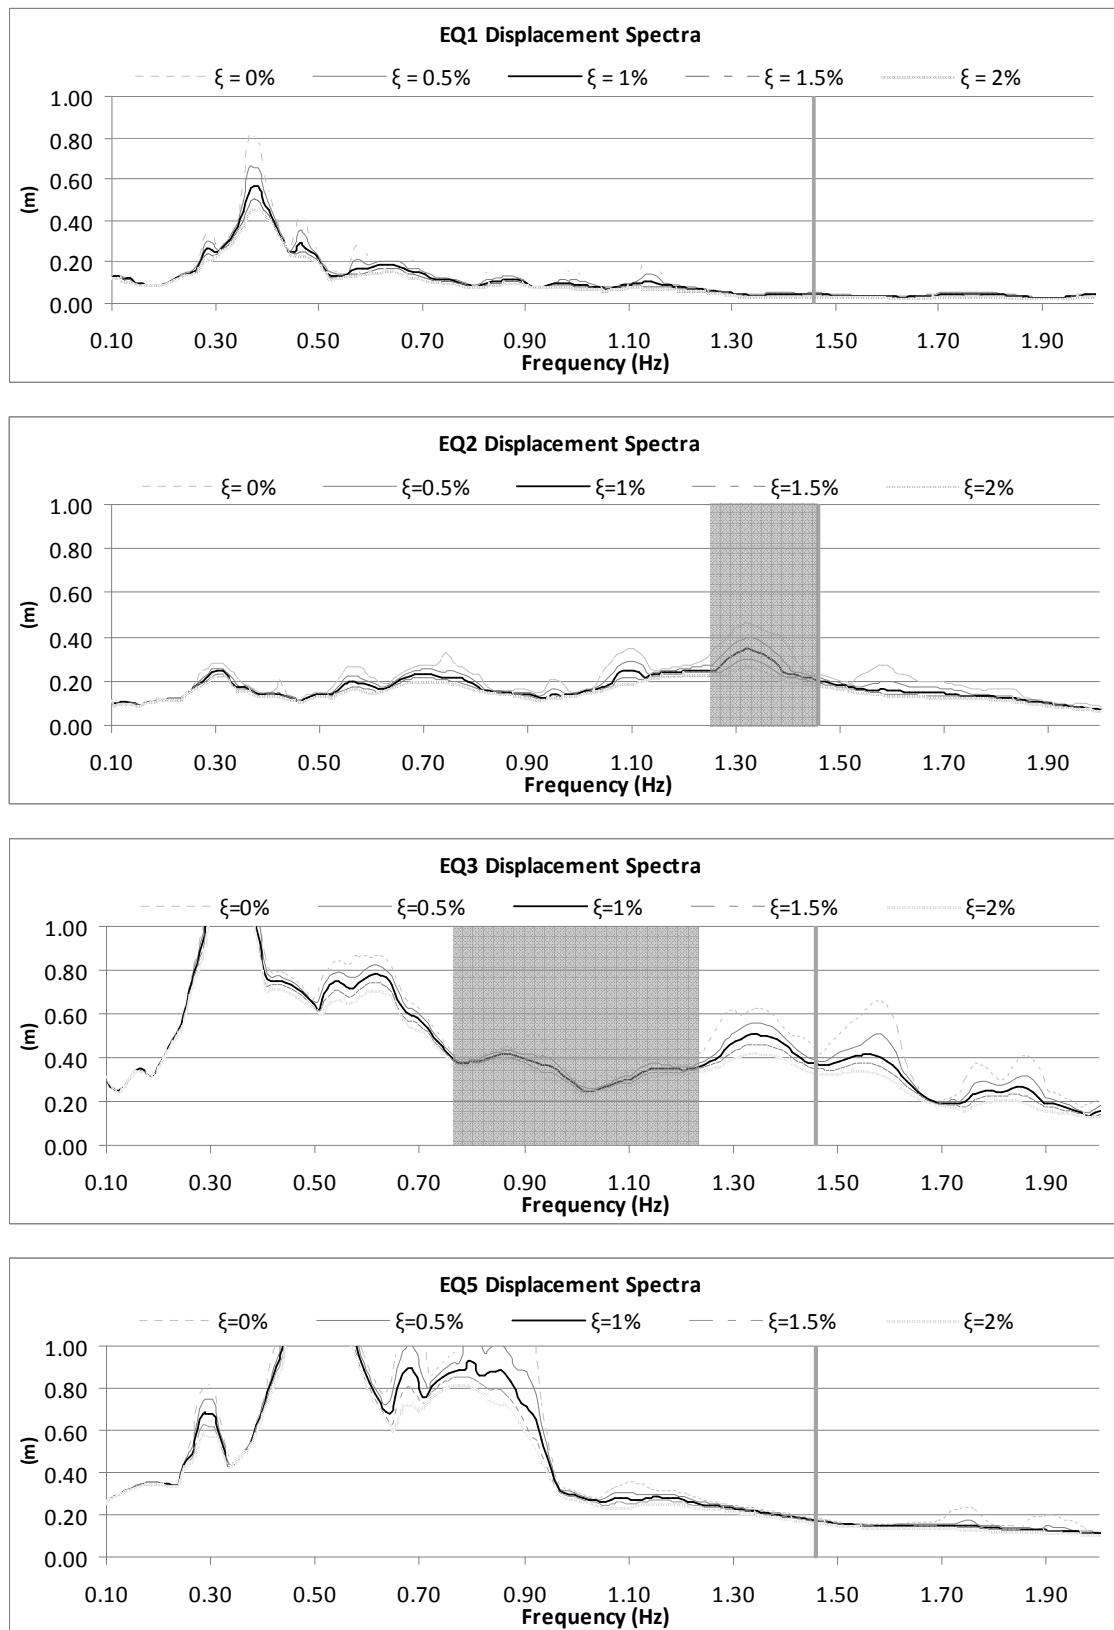 EQ1 Displacement Spectra
ξ = 0% ξ = 0.5% ξ = 1% ξ = 1.5% ξ = 2%
1.00
0.80
0.60
0.40
0.20
0.00
(m)
0.10 0.30 0.50 0.70 0.90 1.10 1.30 1.50 1.70 1.90
Frequency (Hz)
EQ2 Displacement Spectra
ξ= 0% ξ=0.5% ξ=1% ξ=1.5% ξ=2%
1.00
0.80
0.60
0.40
0.20
0.00
(m)
0.10 0.30 0.50 0.70 0.90 1.10 1.30 1.50 1.70 1.90
Frequency (Hz)
EQ3 Displacement Spectra
ξ=0% ξ=0.5% ξ=1% ξ=1.5% ξ=2%
1.00
0.80
0.60
0.40
0.20
0.00
(m)
0.10 0.30 0.50 0.70 0.90 1.10 1.30 1.50 1.70 1.90
Frequency (Hz)
EQ5 Displacement Spectra
ξ=0% ξ=0.5% ξ=1% ξ=1.5% ξ=2%
1.00
0.80
0.60
0.40
0.20
0.00
(m)
0.10 0.30 0.50 0.70 0.90 1.10 1.30 1.50 1.70 1.90
Frequency (Hz)